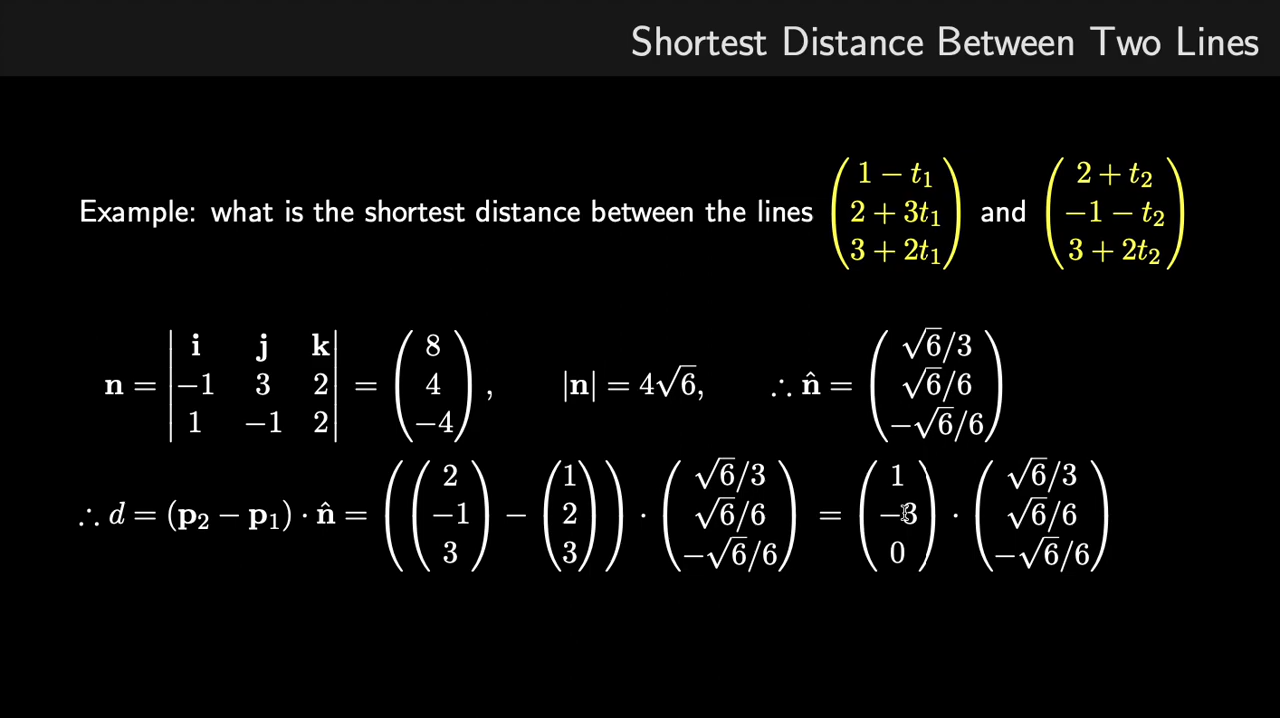 Shortest Distance Between Two Lines
Example: what is the shortest distance between the lines (1 − t₁, 2 + 3t₁, 3 + 2t₁) and (2 + t₂, −1 − t₂, 3 + 2t₂)
n = |i j k; −1 3 2; 1 −1 2| = (8, 4, −4), |n| = 4√6, ∴ n̂ = (√6/3, √6/6, −√6/6)
∴ d = (p₂ − p₁) · n̂ = ((2, −1, 3) − (1, 2, 3)) · (√6/3, √6/6, −√6/6) = (1, −3, 0) · (√6/3, √6/6, −√6/6)